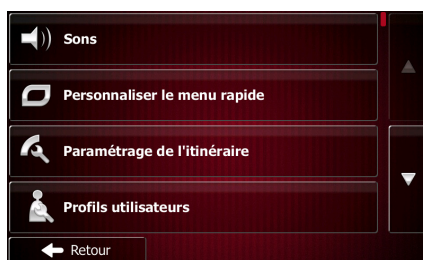 Sons
Personnaliser le menu rapide
Paramétrage de l'itinéraire
Profils utilisateurs
Retour